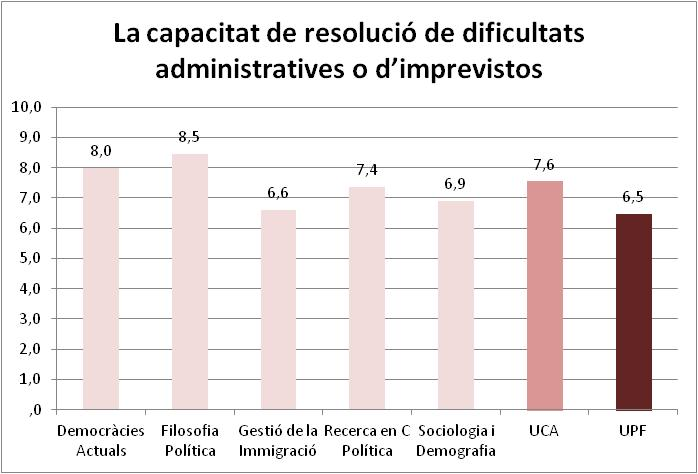 La capacitat de resolució de dificultats
administratives o d’imprevistos
10,0
9,0
8,0
7,0
6,0
5,0
4,0
3,0
2,0
1,0
,0
8,0
8,5
6,6
7,4
6,9
7,6
6,5
Democràcies
Actuals
Filosofia
Política
Gestió de la
Immigració
Recerca en C
Política
Sociologia i
Demografia
UCA
UPF